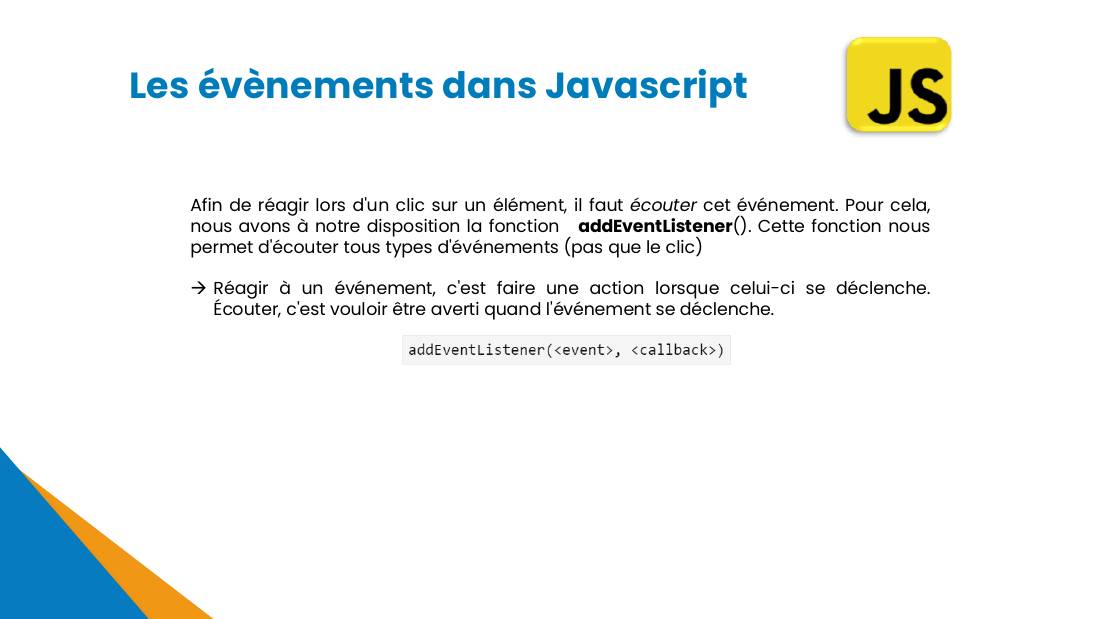 Les évènements dans Javascript
JS
Afin de réagir lors d'un clic sur un élément, il faut écouter cet événement. Pour cela,
nous avons à notre disposition la fonction addEventListener(). Cette fonction nous
permet d'écouter tous types d'événements (pas que le clic)
→ Réagir à un événement, c'est faire une action lorsque celui-ci se déclenche.
Écouter, c'est vouloir être averti quand l'événement se déclenche.
addEventListener(<event>, <callback>)